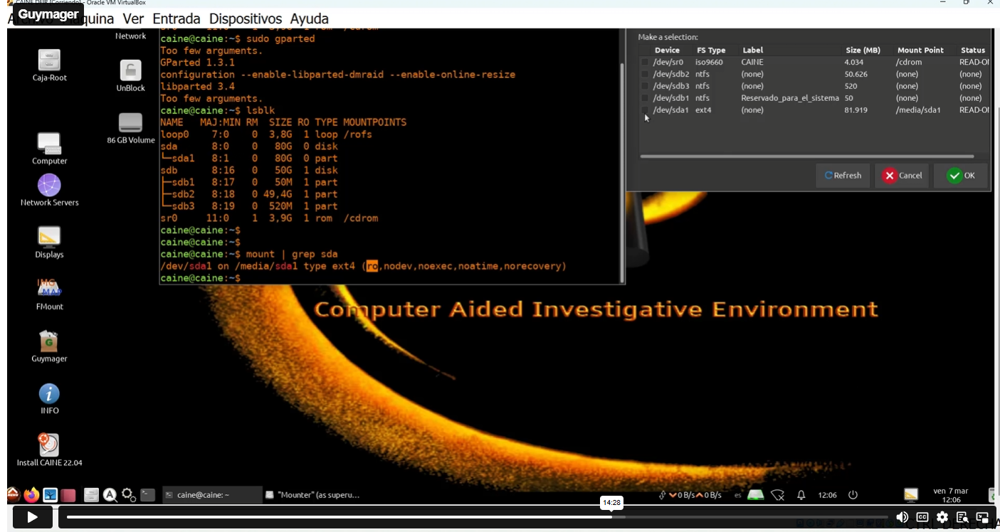 CAINE DFIR [Corriendo] - Oracle VM VirtualBox
Guymager
Archivo Máquina Ver Entrada Dispositivos Ayuda
Network
Caja-Root
UnBlock
86 GB Volume
Computer
Network Servers
Displays
IMG
MAP
FMount
Guymager
INFO
Install CAINE 22.04
caine@caine:~$ sudo gparted
Too few arguments.
GParted 1.3.1
configuration --enable-libparted-dmraid --enable-online-resize
libparted 3.4
Too few arguments.
caine@caine:~$ lsblk
NAME MAJ:MIN RM SIZE RO TYPE MOUNTPOINTS
loop0 7:0 0 3,8G 1 loop /rofs
sda 8:0 0 80G 0 disk
└─sda1 8:1 0 80G 0 part
sdb 8:16 0 50G 1 disk
├─sdb1 8:17 0 50M 1 part
├─sdb2 8:18 0 49,4G 1 part
└─sdb3 8:19 0 520M 1 part
sr0 11:0 1 3,9G 1 rom /cdrom
caine@caine:~$
caine@caine:~$
caine@caine:~$ mount | grep sda
/dev/sda1 on /media/sda1 type ext4 (ro,nodev,noexec,noatime,norecovery)
caine@caine:~$
Make a selection:
Device FS Type Label Size (MB) Mount Point Status
/dev/sr0 iso9660 CAINE 4.034 /cdrom READ-O
/dev/sdb2 ntfs (none) 50.626 (none) (none)
/dev/sdb3 ntfs (none) 520 (none) (none)
/dev/sdb1 ntfs Reservado_para_el_sistema 50 (none) (none)
/dev/sda1 ext4 (none) 81.919 /media/sda1 READ-O
Refresh Cancel OK
Computer Aided Investigative Environment
caine@caine: ~
"Mounter" (as superu...
0 B/s 0 B/s es 12:06
ven 7 mar
12:06
14:28
CTRL DERECHA